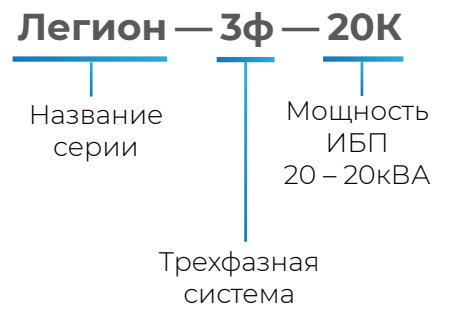 Легион — 3ф — 20К
Название
серии
Мощность
ИБП
20 – 20кВА
Трехфазная
система